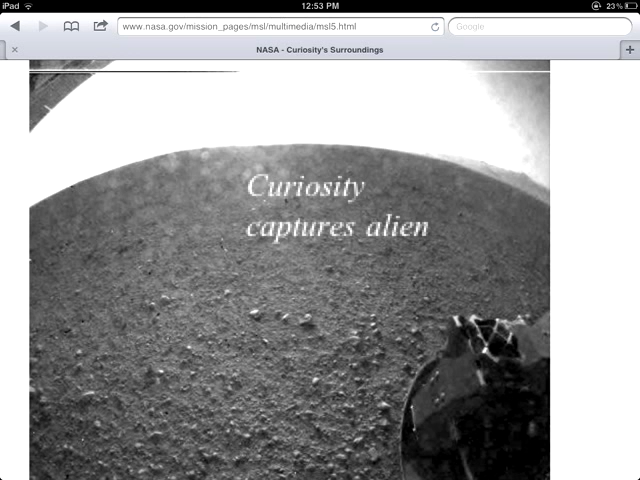 iPad 12:53 PM 23%
www.nasa.gov/mission_pages/msl/multimedia/msl5.html Google
NASA - Curiosity's Surroundings
Curiosity
captures alien